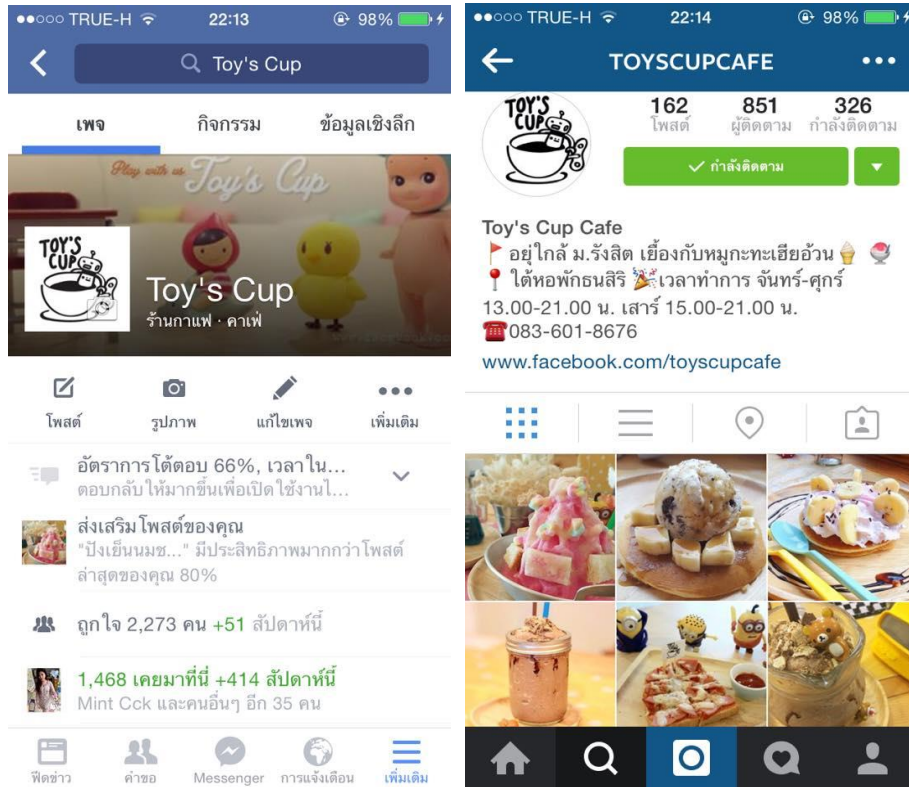 TRUE-H 22:13 98%
Toy's Cup
เพจ กิจกรรม ข้อมูลเชิงลึก
Play with us Toy's Cup
TOY'S
CUP
Toy's Cup
ร้านกาแฟ · คาเฟ่
โพสต์ รูปภาพ แก้ไขเพจ เพิ่มเติม
อัตราการโต้ตอบ 66%, เวลาใน...
ตอบกลับให้มากขึ้นเพื่อเปิดใช้งานไ...
ส่งเสริมโพสต์ของคุณ
"ปังเย็นนมช..." มีประสิทธิภาพมากกว่าโพสต์
ล่าสุดของคุณ 80%
ถูกใจ 2,273 คน +51 สัปดาห์นี้
1,468 เคยมาที่นี่ +414 สัปดาห์นี้
Mint Cck และคนอื่นๆ อีก 35 คน
ฟีดข่าว คำขอ Messenger การแจ้งเตือน เพิ่มเติม
TRUE-H 22:14 98%
TOYSCUPCAFE
TOY'S
CUP
162 851 326
โพสต์ ผู้ติดตาม กำลังติดตาม
กำลังติดตาม
Toy's Cup Cafe
🚩 อยู่ใกล้ ม.รังสิต เยื้องกับหมูกะทะเฮียอ้วน 🍦 🍧
📍 ใต้หอพักธนสิริ 🎉เวลาทำการ จันทร์-ศุกร์
13.00-21.00 น. เสาร์ 15.00-21.00 น.
☎️083-601-8676
www.facebook.com/toyscupcafe